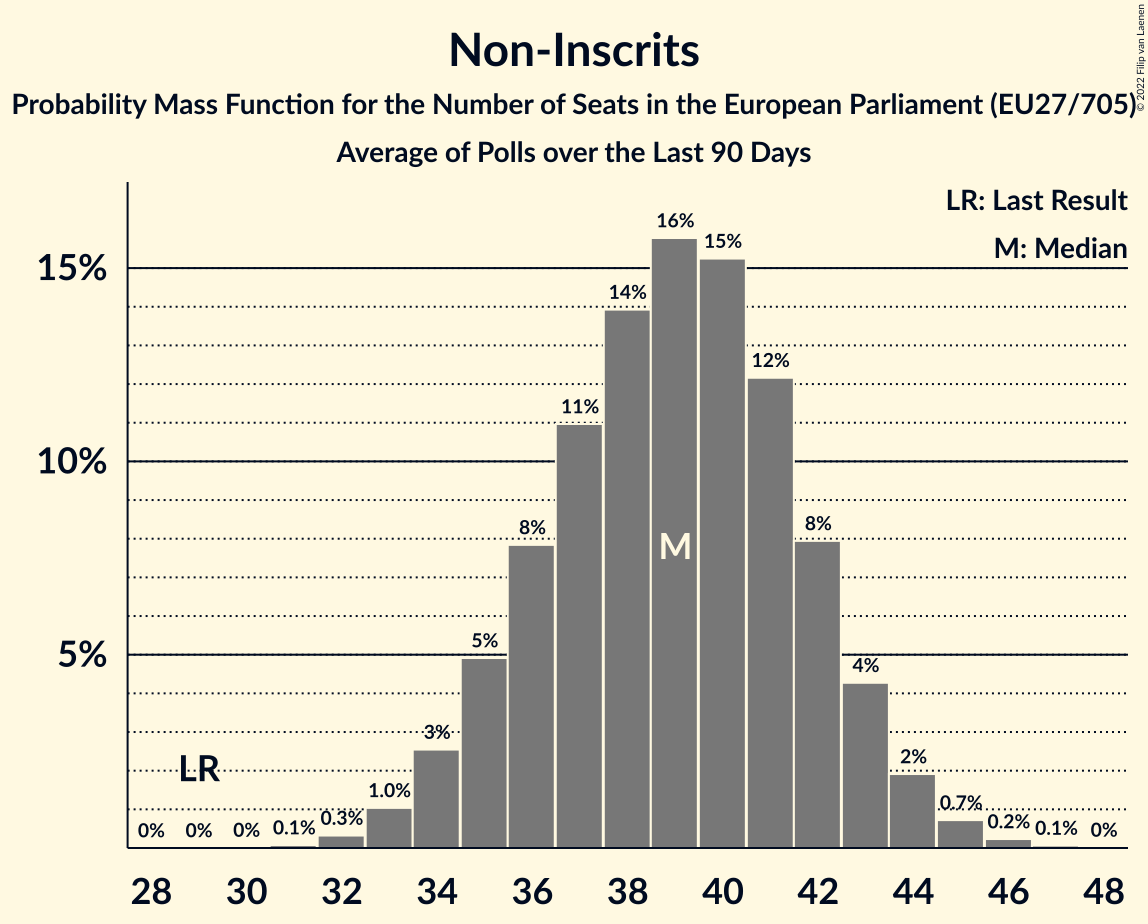 Non-Inscrits
Probability Mass Function for the Number of Seats in the European Parliament (EU27/705)
Average of Polls over the Last 90 Days
© 2022 Filip van Laenen
LR: Last Result
M: Median
15%
10%
5%
0%
0%
0%
0.1%
0.3%
1.0%
3%
5%
8%
11%
14%
16%
15%
12%
8%
4%
2%
0.7%
0.2%
0.1%
0%
LR
M
28 30 32 34 36 38 40 42 44 46 48